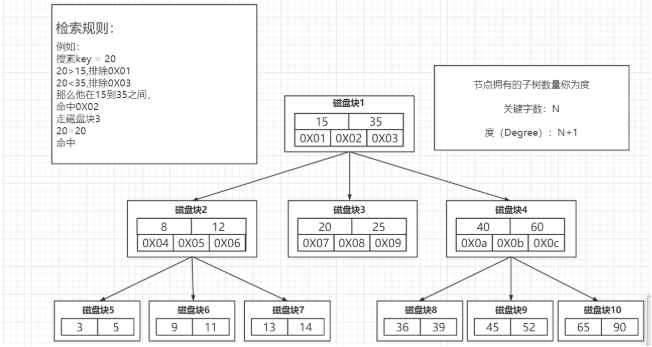 检索规则：
例如：
搜索key = 20
20>15,排除0X01
20<35,排除0X03
那么他在15到35之间，
命中0X02
走磁盘块3
20=20
命中
节点拥有的子树数量称为度
关键字数：N
度（Degree）：N+1
磁盘块1
15 35
0X01 0X02 0X03
磁盘块2 磁盘块3 磁盘块4
8 12 20 25 40 60
0X04 0X05 0X06 0X07 0X08 0X09 0X0a 0X0b 0X0c
磁盘块5 磁盘块6 磁盘块7 磁盘块8 磁盘块9 磁盘块10
3 5 9 11 13 14 36 39 45 52 65 90